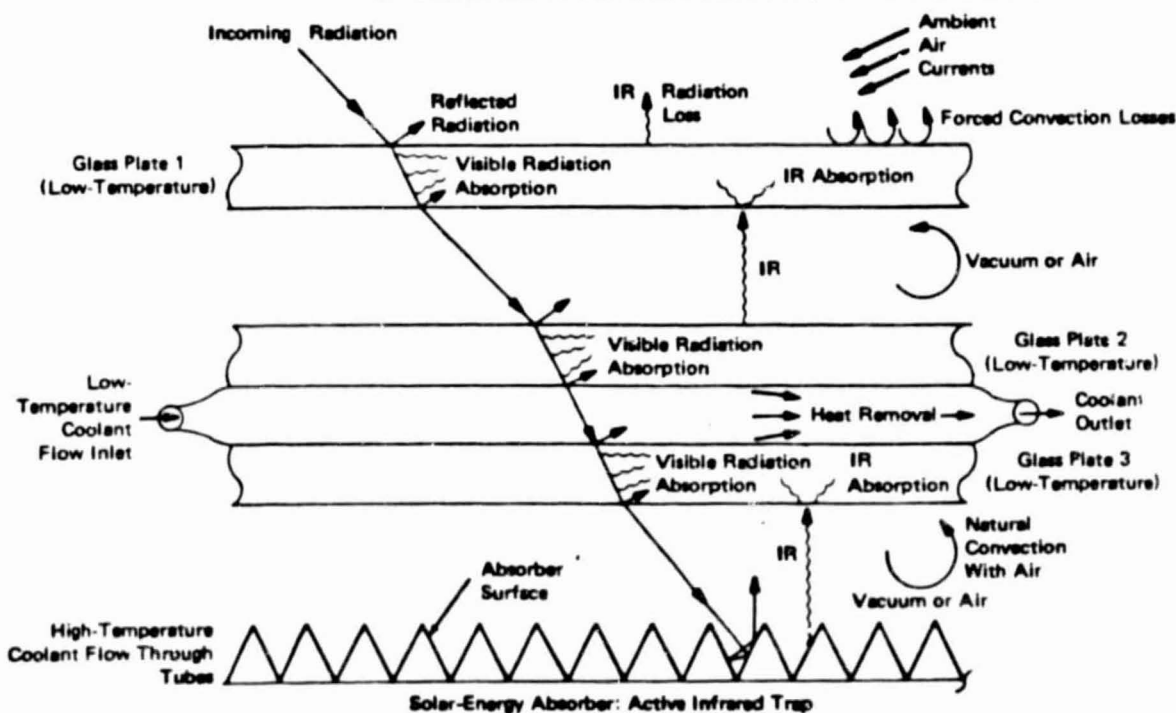 Incoming Radiation
Ambient
Air
Currents
Reflected
Radiation
IR
Radiation
Loss
Forced Convection Losses
Glass Plate 1
(Low-Temperature)
Visible Radiation
Absorption
IR Absorption
IR
Vacuum or Air
Visible Radiation
Absorption
Glass Plate 2
(Low-Temperature)
Low-
Temperature
Coolant
Flow Inlet
Heat Removal
Coolant
Outlet
Visible Radiation
Absorption
IR
Absorption
Glass Plate 3
(Low-Temperature)
IR
Natural
Convection
With Air
Vacuum or Air
Absorber
Surface
High-Temperature
Coolant Flow Through
Tubes
Solar-Energy Absorber: Active Infrared Trap